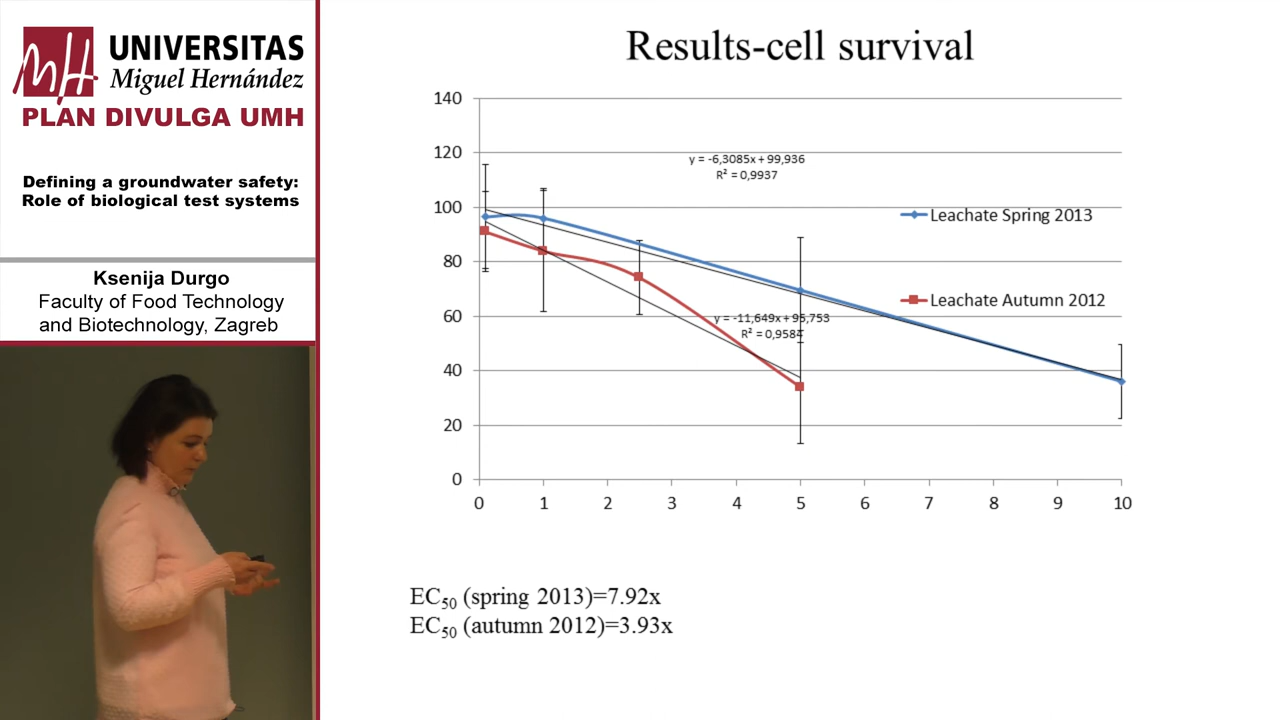 UNIVERSITAS
Miguel Hernández
PLAN DIVULGA UMH
Defining a groundwater safety:
Role of biological test systems
Ksenija Durgo
Faculty of Food Technology
and Biotechnology, Zagreb
Results-cell survival
140
120
100
80
60
40
20
0
0 1 2 3 4 5 6 7 8 9 10
y = -6,3085x + 99,936
R² = 0,9937
Leachate Spring 2013
Leachate Autumn 2012
y = -11,649x + 95,753
R² = 0,9584
EC50 (spring 2013)=7.92x
EC50 (autumn 2012)=3.93x